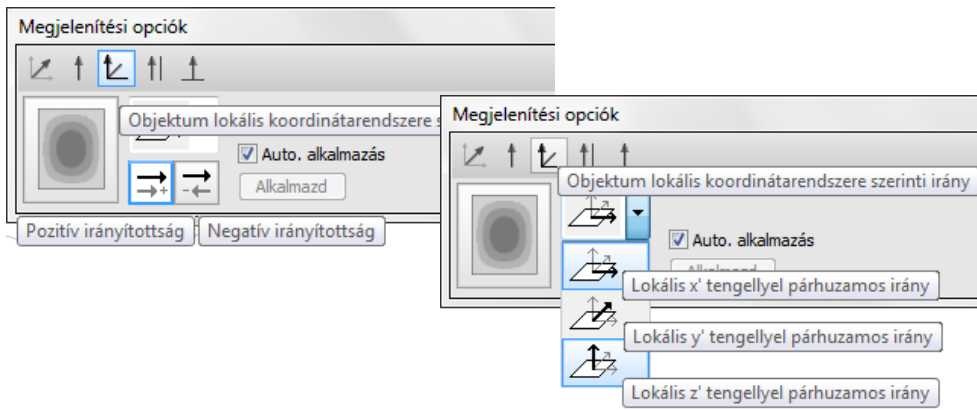 Megjelenítési opciók
Objektum lokális koordinátarendszere s
Auto. alkalmazás
Alkalmazd
Pozitív irányítottság
Negatív irányítottság
Megjelenítési opciók
Objektum lokális koordinátarendszere szerinti irány
Auto. alkalmazás
Alkalmazd
Lokális x' tengellyel párhuzamos irány
Lokális y' tengellyel párhuzamos irány
Lokális z' tengellyel párhuzamos irány